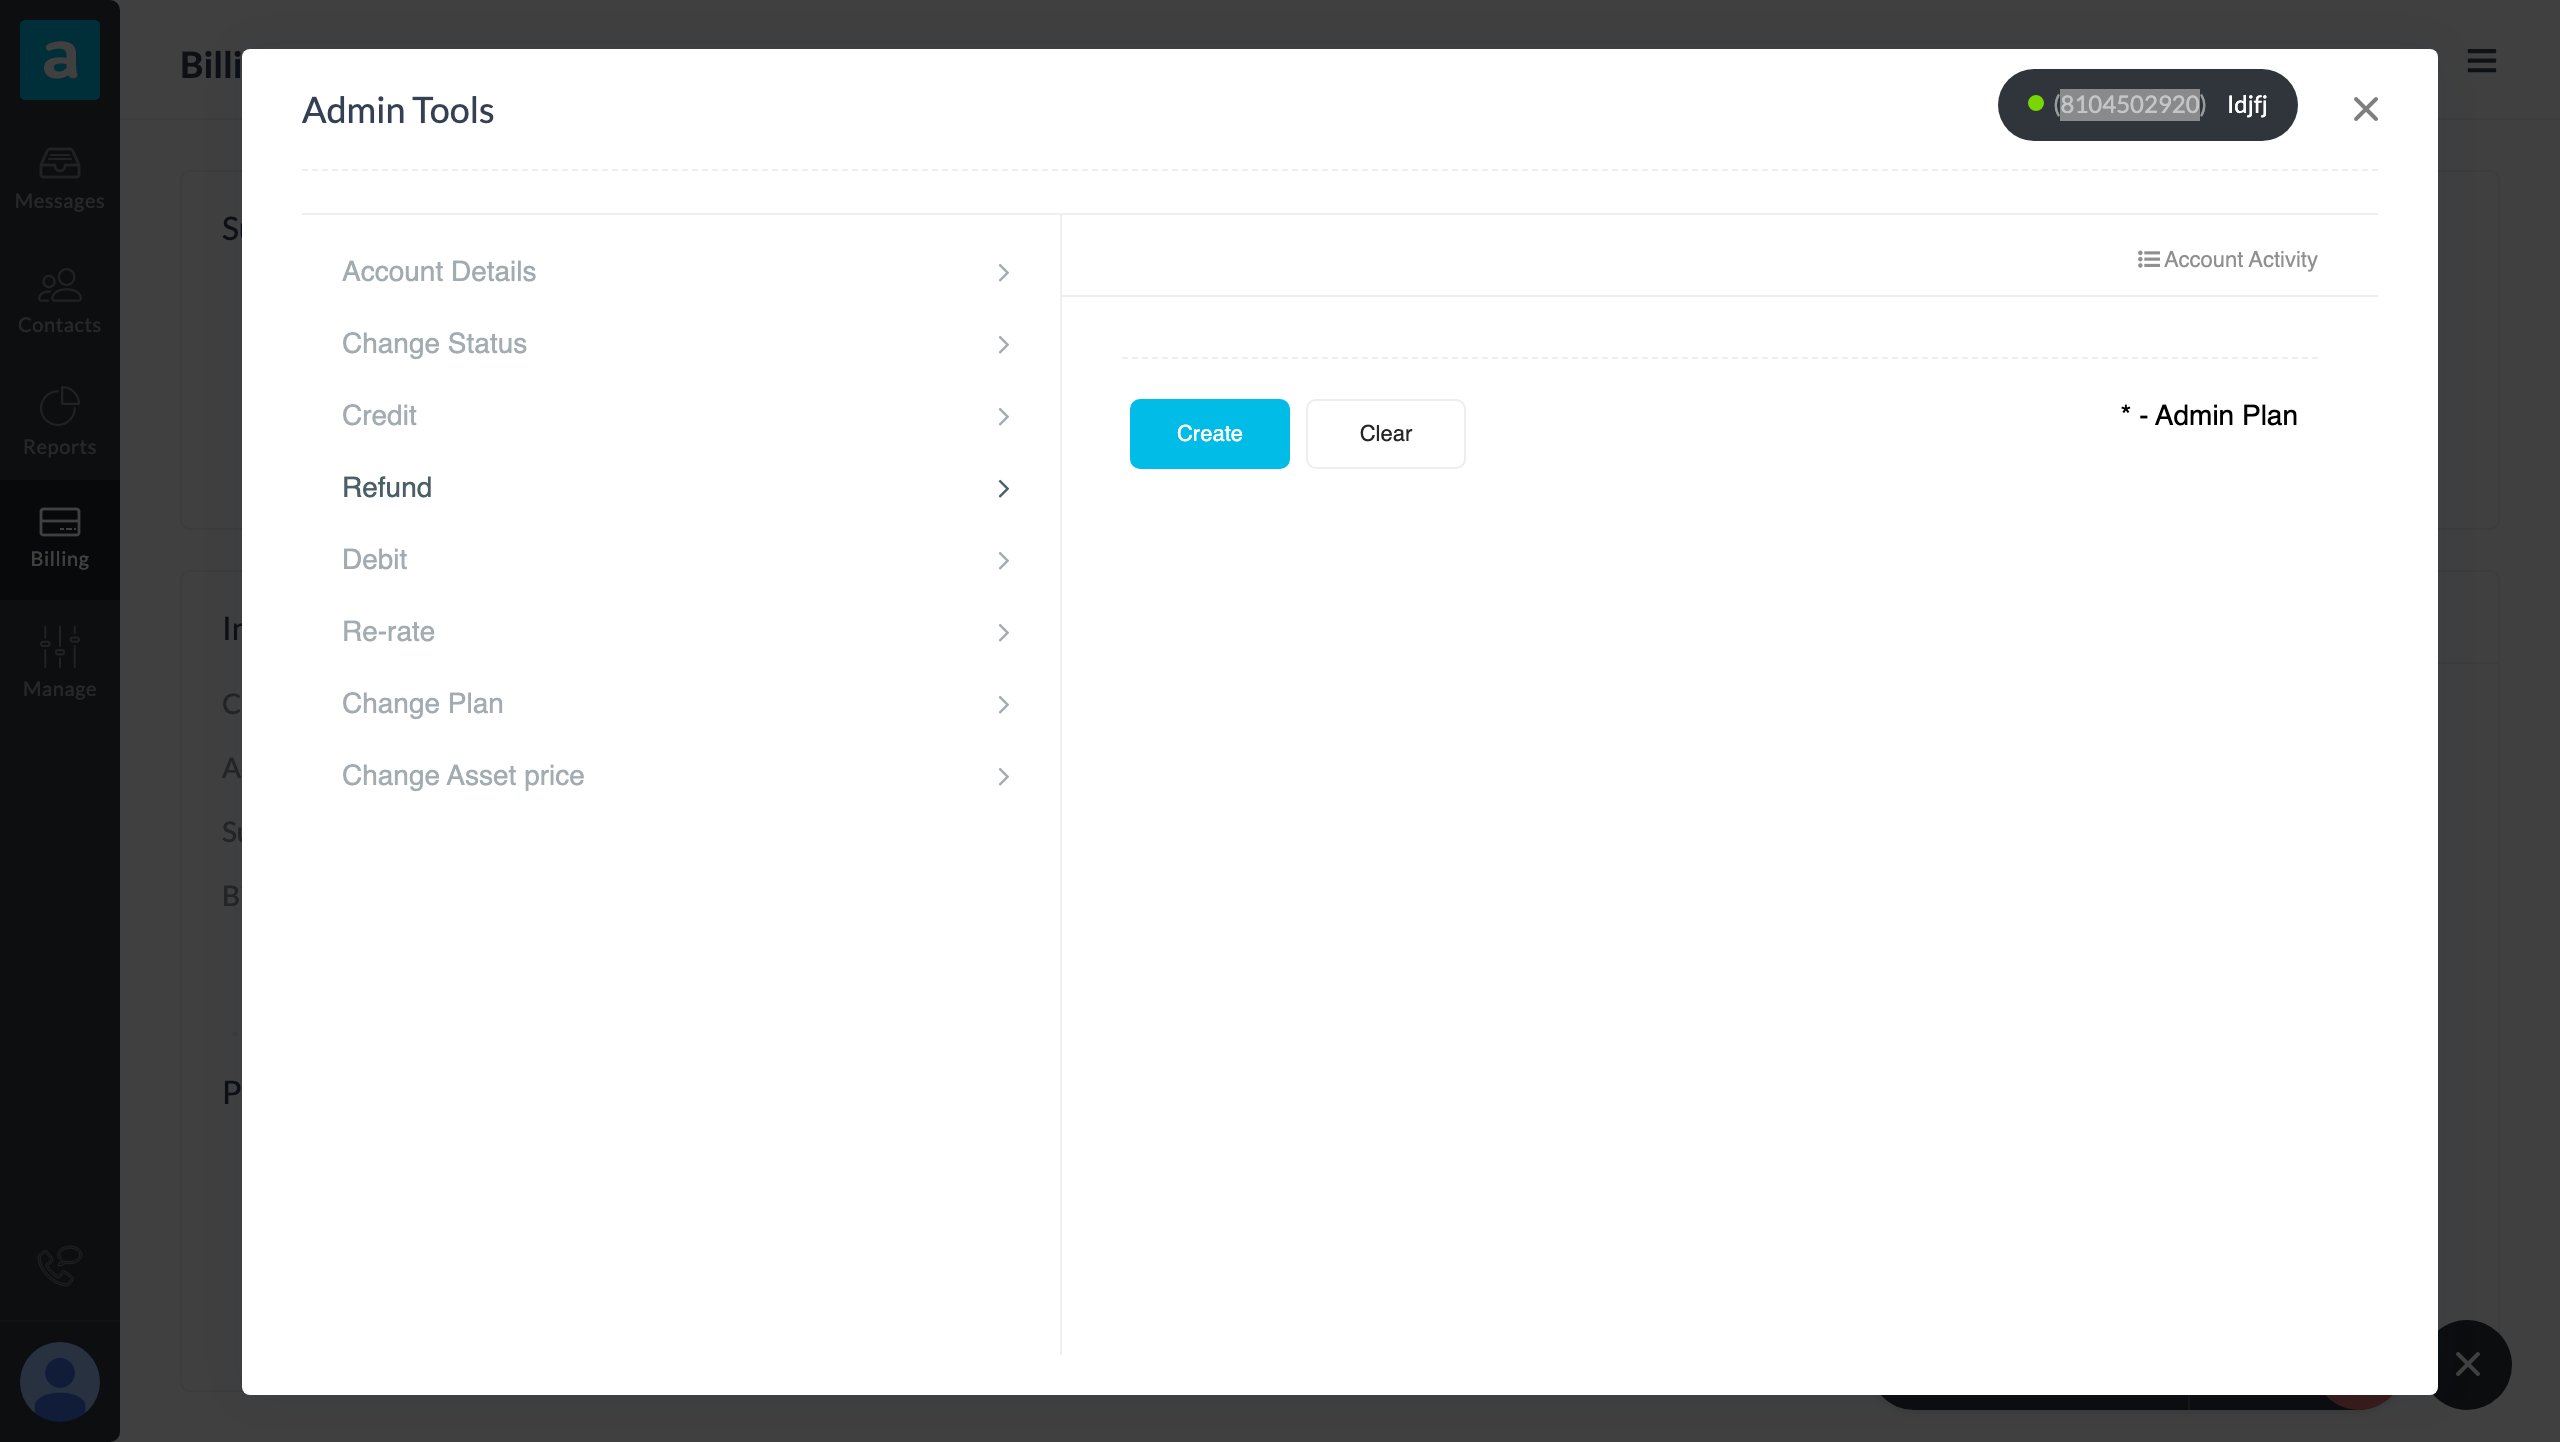 a
Messages
Contacts
Reports
Billing
Manage
Billi
Admin Tools
(8104502920) Idjfj
Account Details
Change Status
Credit
Refund
Debit
Re-rate
Change Plan
Change Asset price
Account Activity
Create
Clear
* - Admin Plan